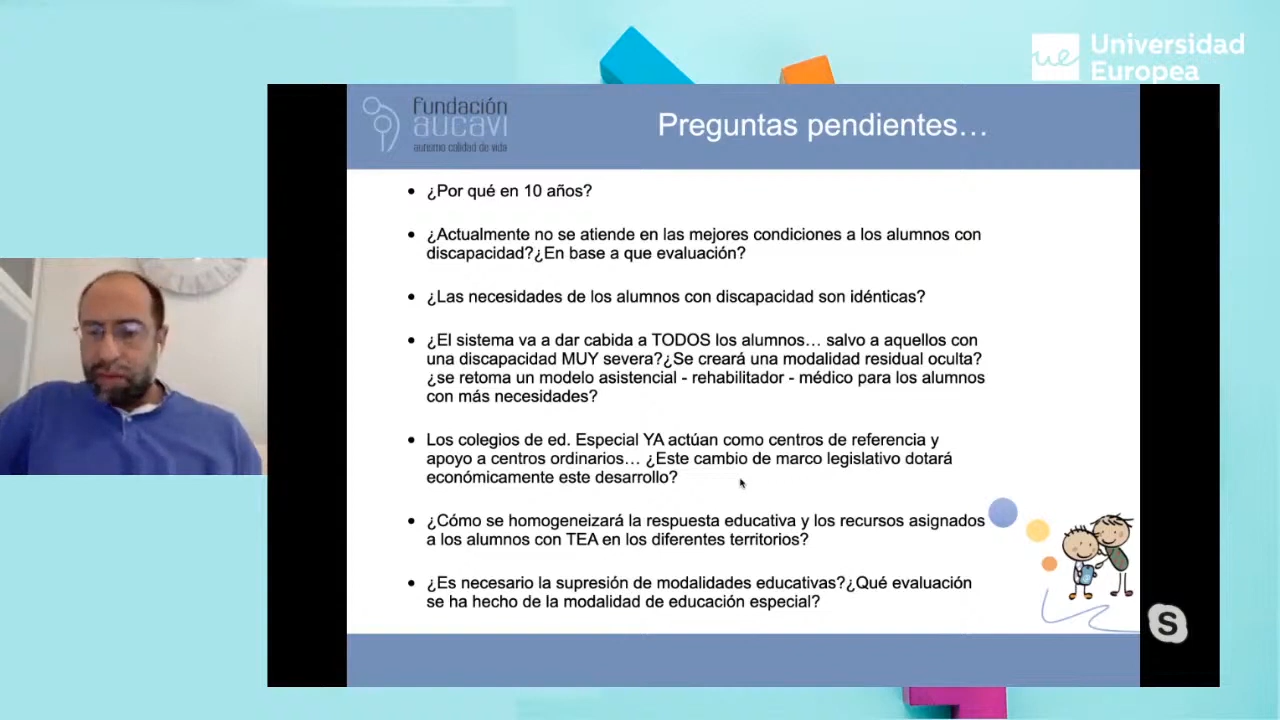 Universidad
Europea
ue
fundación
aucavi
autismo calidad de vida
Preguntas pendientes…
• ¿Por qué en 10 años?
• ¿Actualmente no se atiende en las mejores condiciones a los alumnos con
discapacidad?¿En base a que evaluación?
• ¿Las necesidades de los alumnos con discapacidad son idénticas?
• ¿El sistema va a dar cabida a TODOS los alumnos… salvo a aquellos con
una discapacidad MUY severa?¿Se creará una modalidad residual oculta?
¿se retoma un modelo asistencial - rehabilitador - médico para los alumnos
con más necesidades?
• Los colegios de ed. Especial YA actúan como centros de referencia y
apoyo a centros ordinarios… ¿Este cambio de marco legislativo dotará
económicamente este desarrollo?
• ¿Cómo se homogeneizará la respuesta educativa y los recursos asignados
a los alumnos con TEA en los diferentes territorios?
• ¿Es necesario la supresión de modalidades educativas?¿Qué evaluación
se ha hecho de la modalidad de educación especial?
S